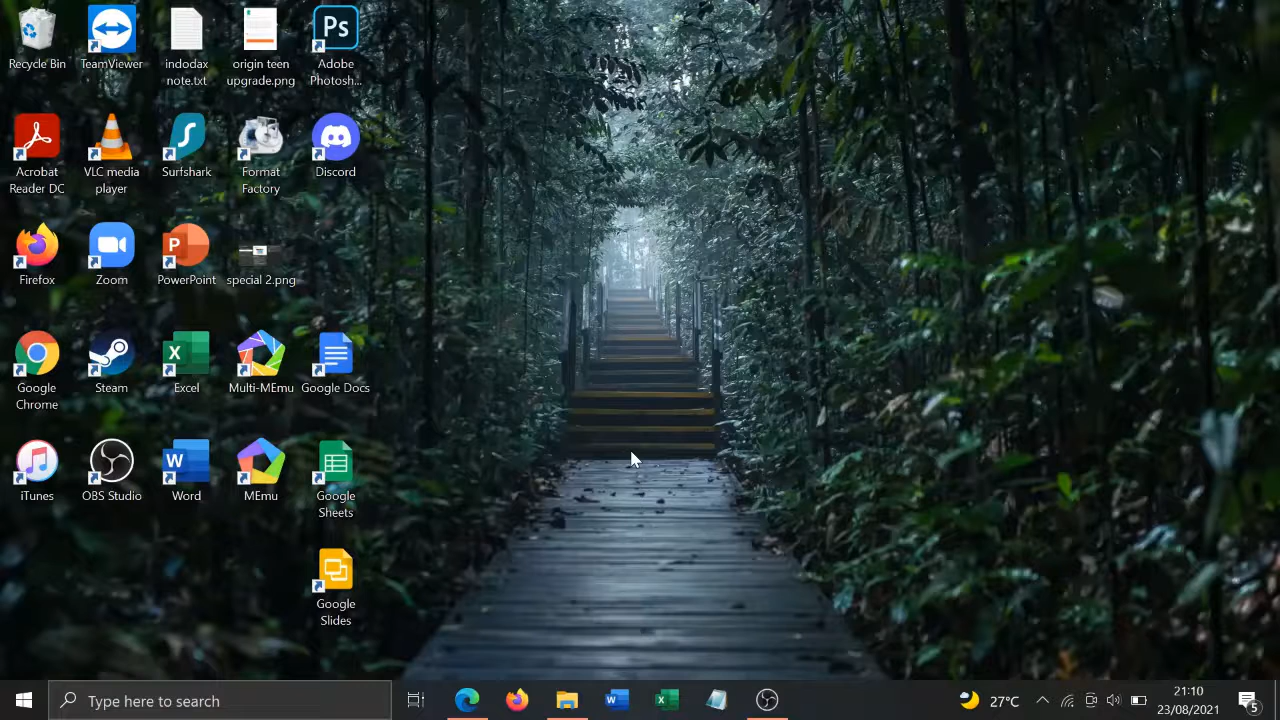 Recycle Bin
TeamViewer
indodax
note.txt
origin teen
upgrade.png
Ps
Adobe
Photosh...
Acrobat
Reader DC
VLC media
player
Surfshark
Format
Factory
Discord
Firefox
Zoom
P
PowerPoint
special 2.png
Google
Chrome
Steam
X
Excel
Multi-MEmu
Google Docs
iTunes
OBS Studio
W
Word
MEmu
Google
Sheets
Google
Slides
Type here to search
W
X
27°C
21:10
23/08/2021
5